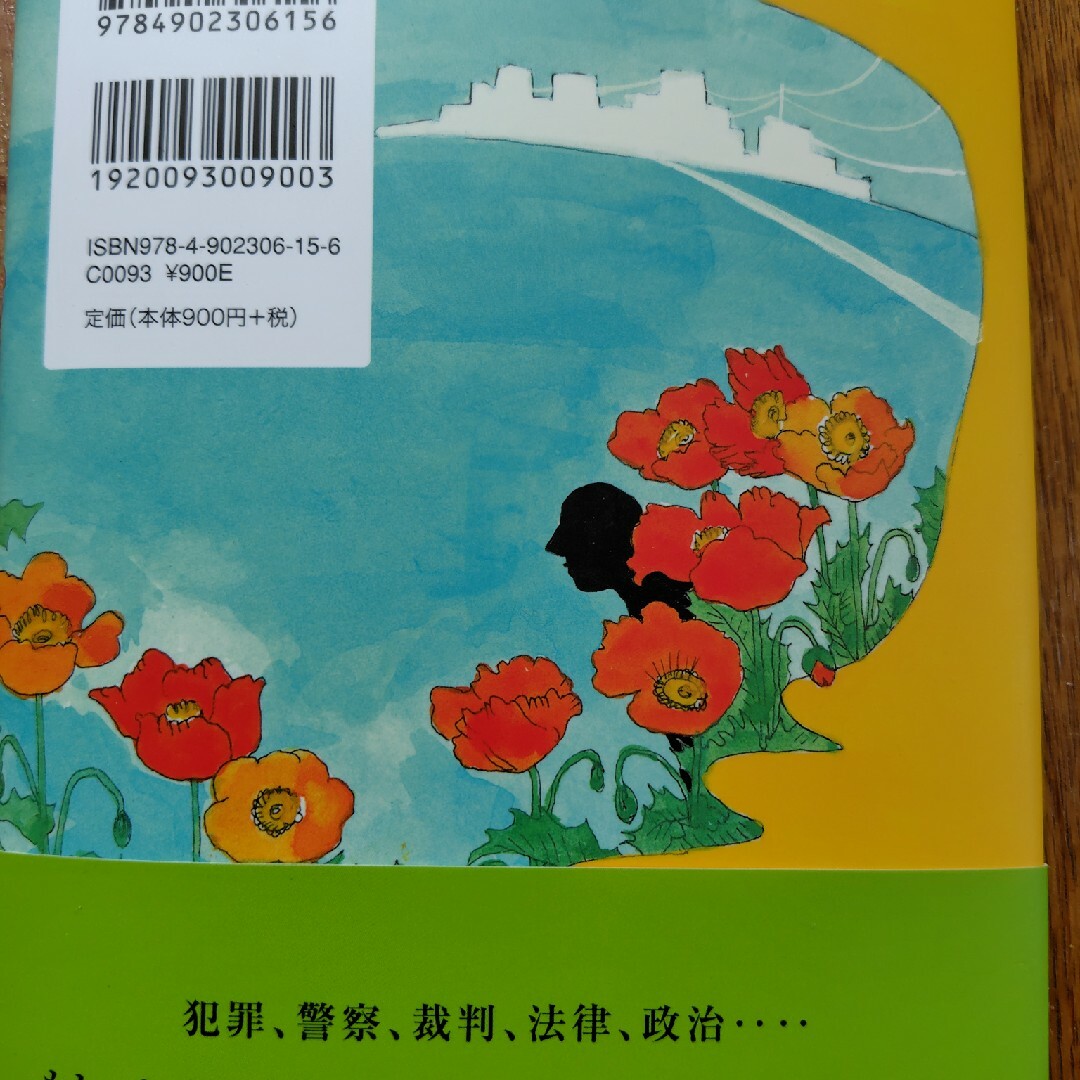 9784902306156
1920093009003
ISBN978-4-902306-15-6
C0093 ¥900E
定価(本体900円+税)
犯罪、警察、裁判、法律、政治‥‥